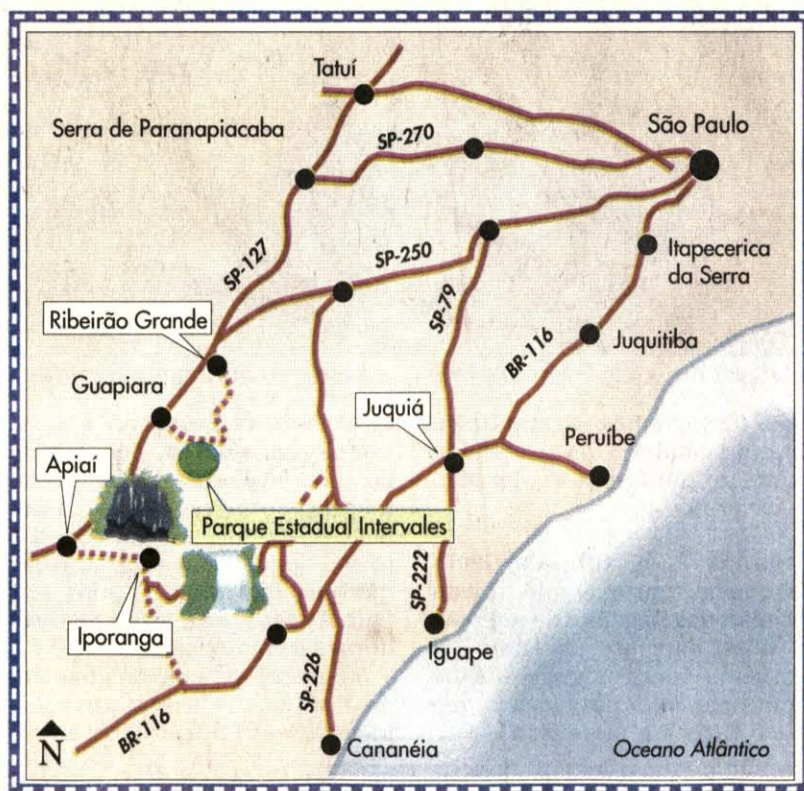 Tatuí
Serra de Paranapiacaba
São Paulo
SP-270
Itapecerica
da Serra
SP-127
SP-250
SP-79
Ribeirão Grande
Juquitiba
BR-116
Guapiara
Juquiá
Peruíbe
Apiaí
Parque Estadual Intervales
Iporanga
SP-222
Iguape
SP-226
BR-116
N
Cananéia
Oceano Atlântico